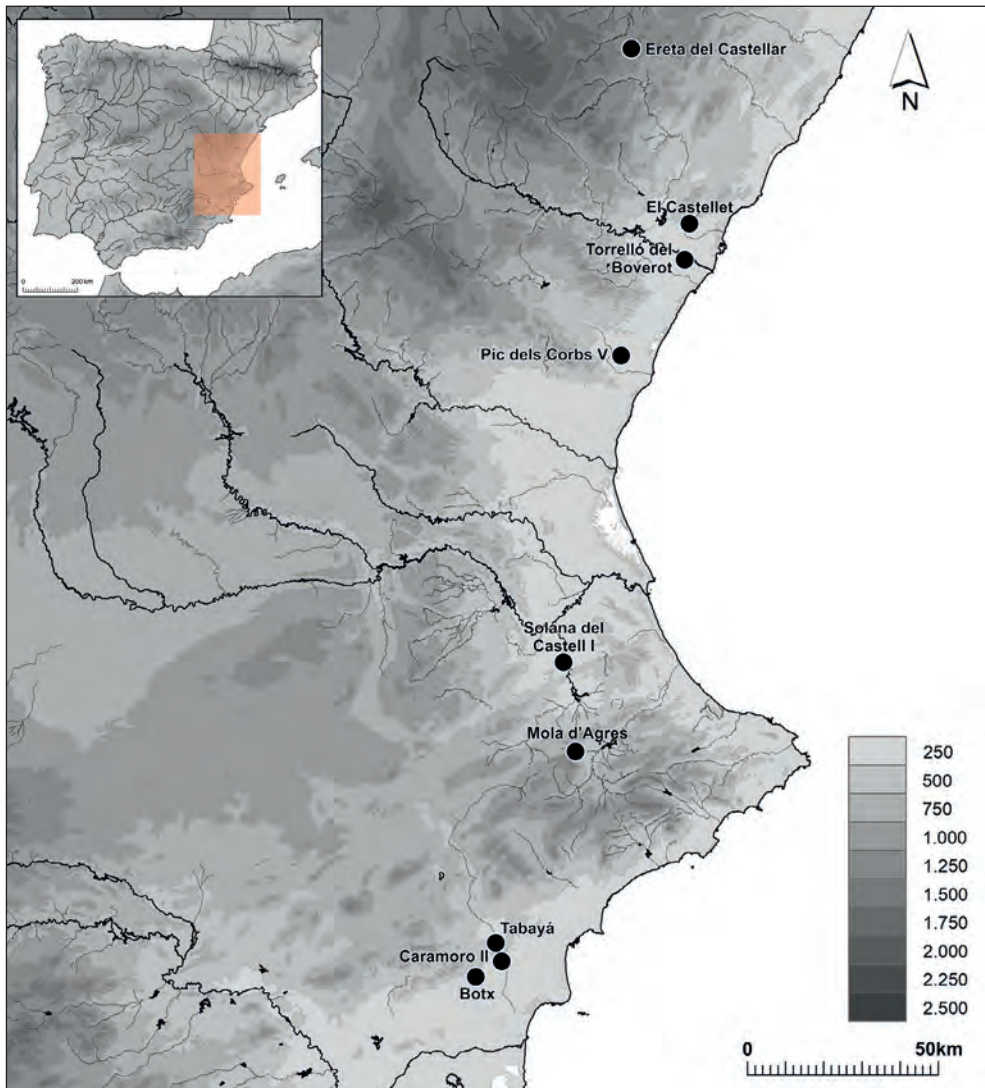 0 200 km
N
Ereta del Castellar
El Castellet
Torrelló del
Boverot
Pic dels Corbs V
Solana del
Castell I
Mola d'Agres
Tabayá
Caramoro II
Botx
250
500
750
1.000
1.250
1.500
1.750
2.000
2.250
2.500
0 50km